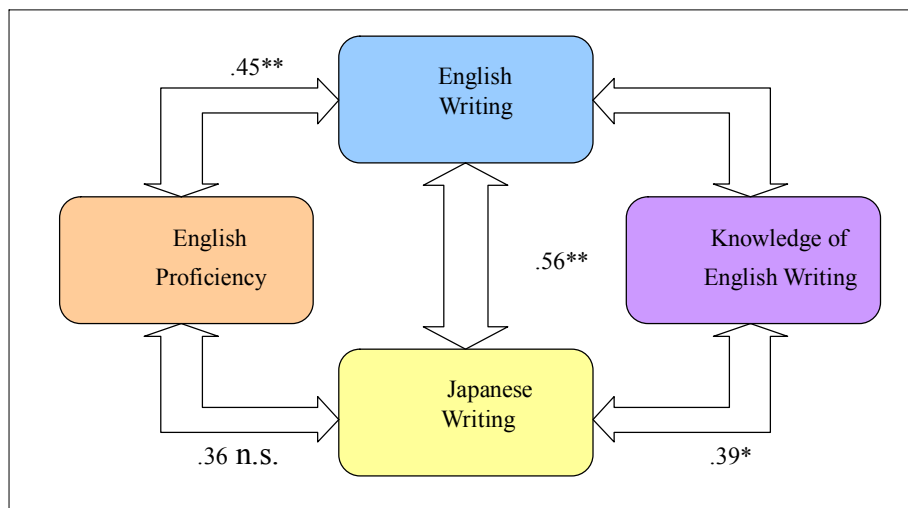 .45**
English
Writing
English
Proficiency
.56**
Knowledge of
English Writing
Japanese
Writing
.36 n.s.
.39*